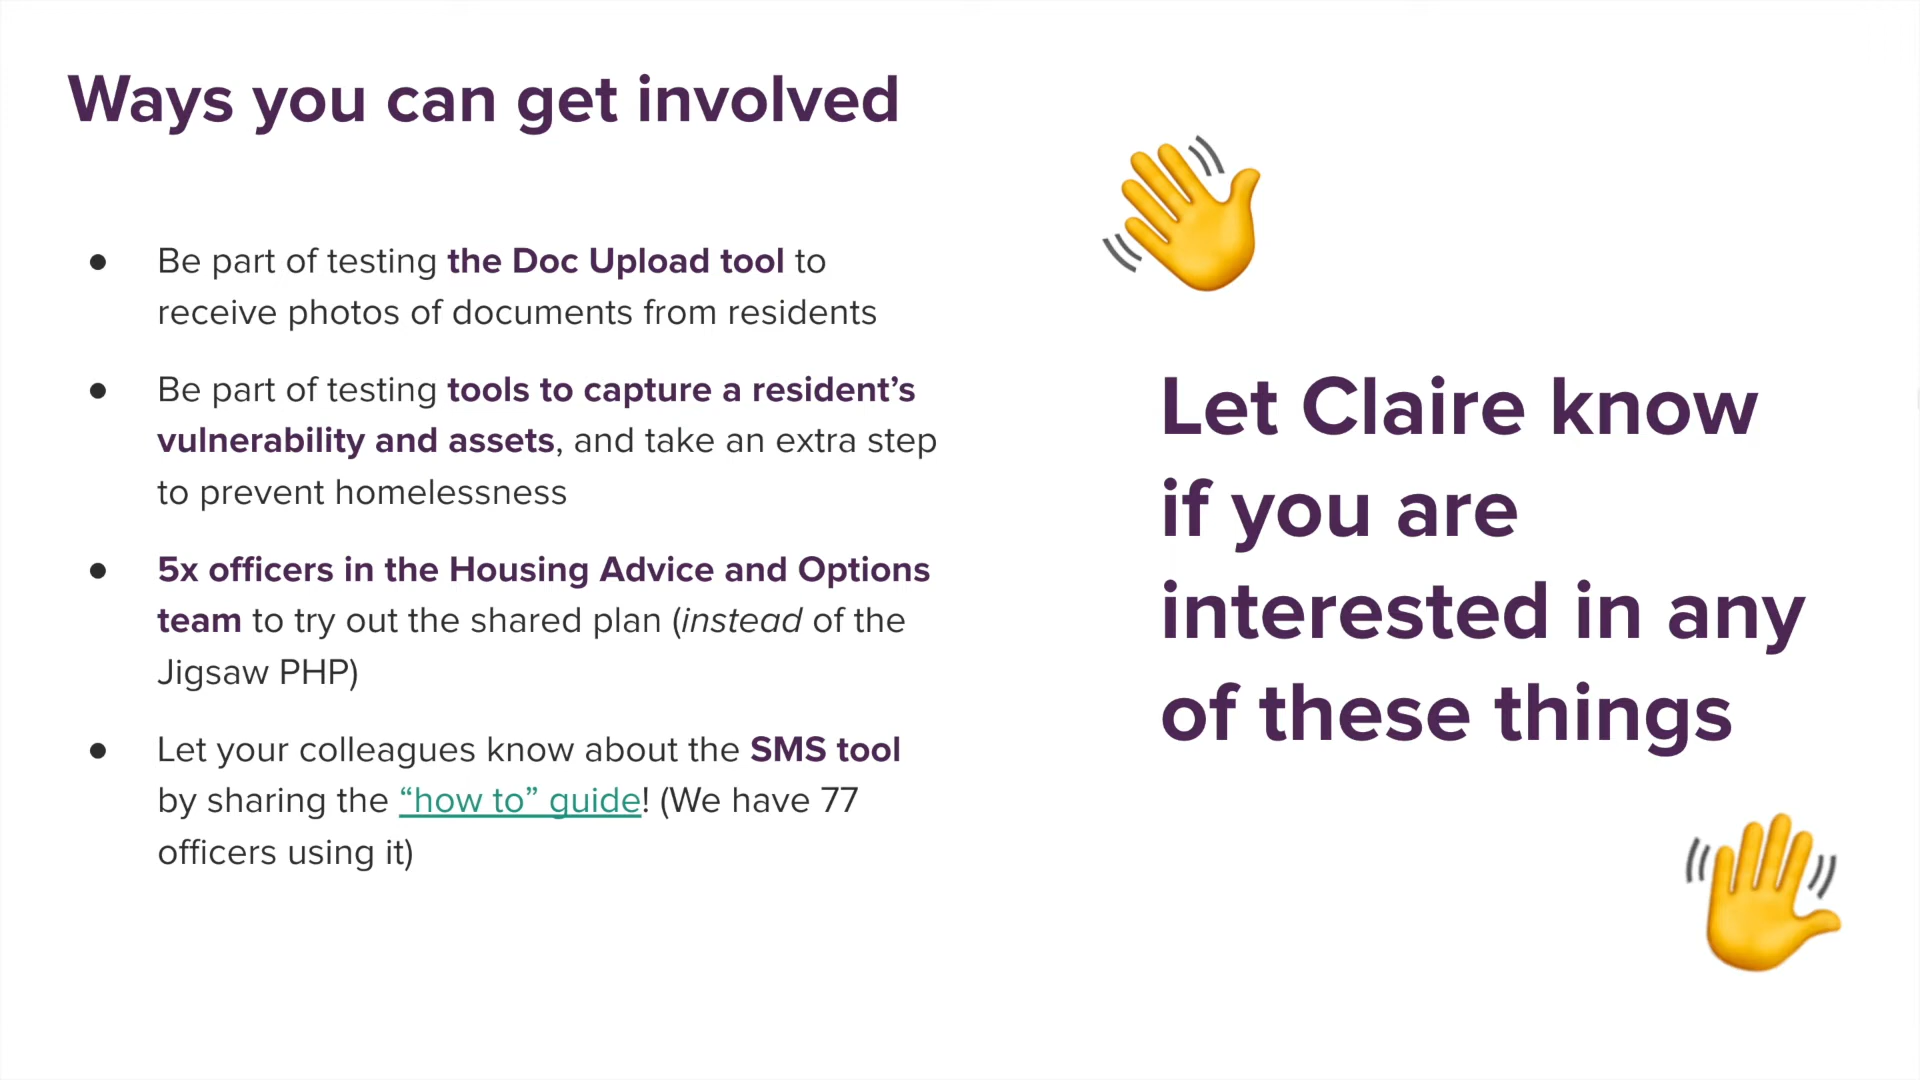 Ways you can get involved
● Be part of testing the Doc Upload tool to
receive photos of documents from residents
● Be part of testing tools to capture a resident’s
vulnerability and assets, and take an extra step
to prevent homelessness
● 5x officers in the Housing Advice and Options
team to try out the shared plan (instead of the
Jigsaw PHP)
● Let your colleagues know about the SMS tool
by sharing the “how to” guide! (We have 77
officers using it)
Let Claire know
if you are
interested in any
of these things